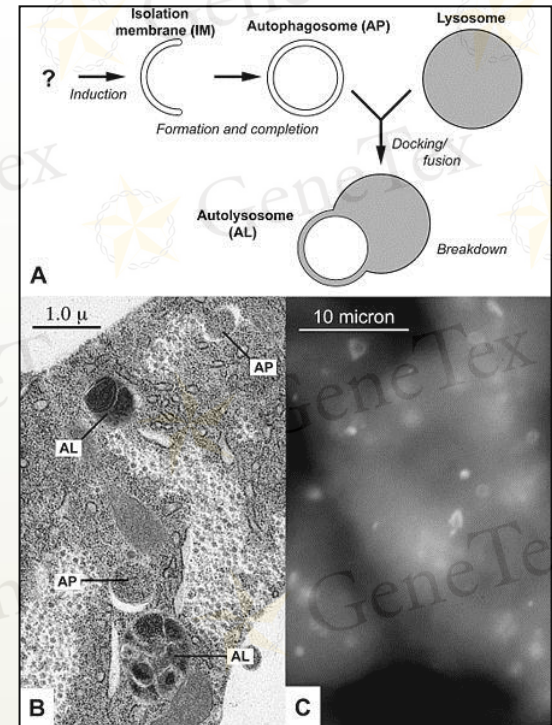 Isolation
membrane (IM)
Autophagosome (AP)
Lysosome
?
Induction
Formation and completion
Docking/
fusion
Autolysosome
(AL)
Breakdown
A
1.0 µ
AP
AL
AP
AL
B
10 micron
C
GeneTex
GeneTex
GeneTex